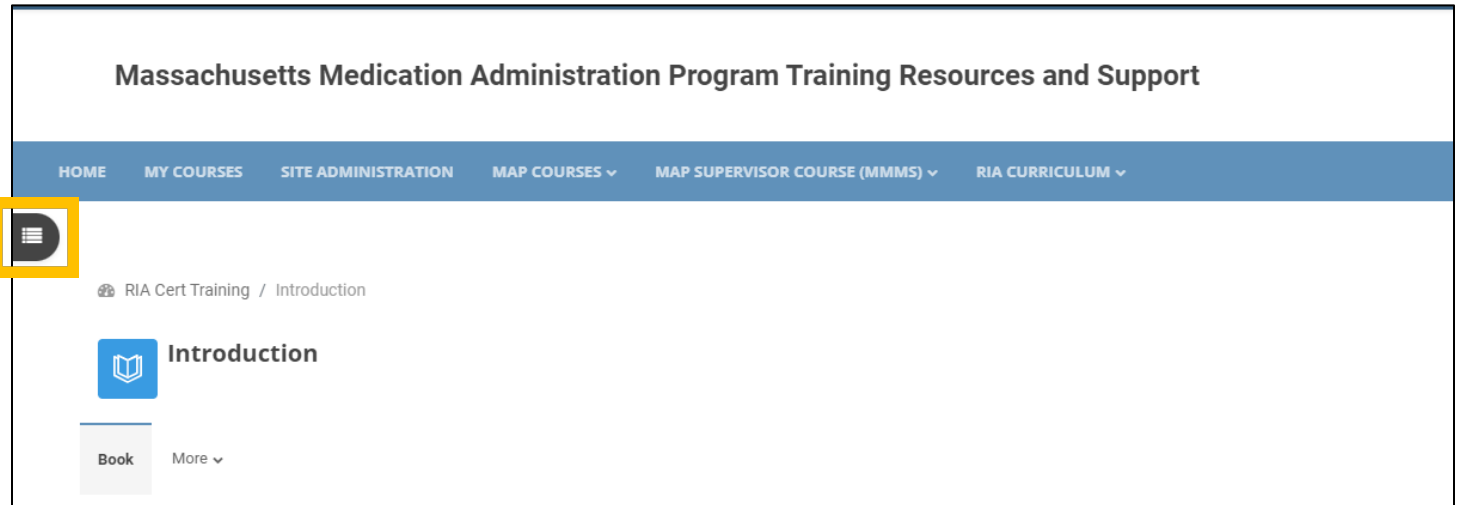 Massachusetts Medication Administration Program Training Resources and Support
HOME MY COURSES SITE ADMINISTRATION MAP COURSES MAP SUPERVISOR COURSE (MMMS) RIA CURRICULUM
RIA Cert Training / Introduction
Introduction
Book More